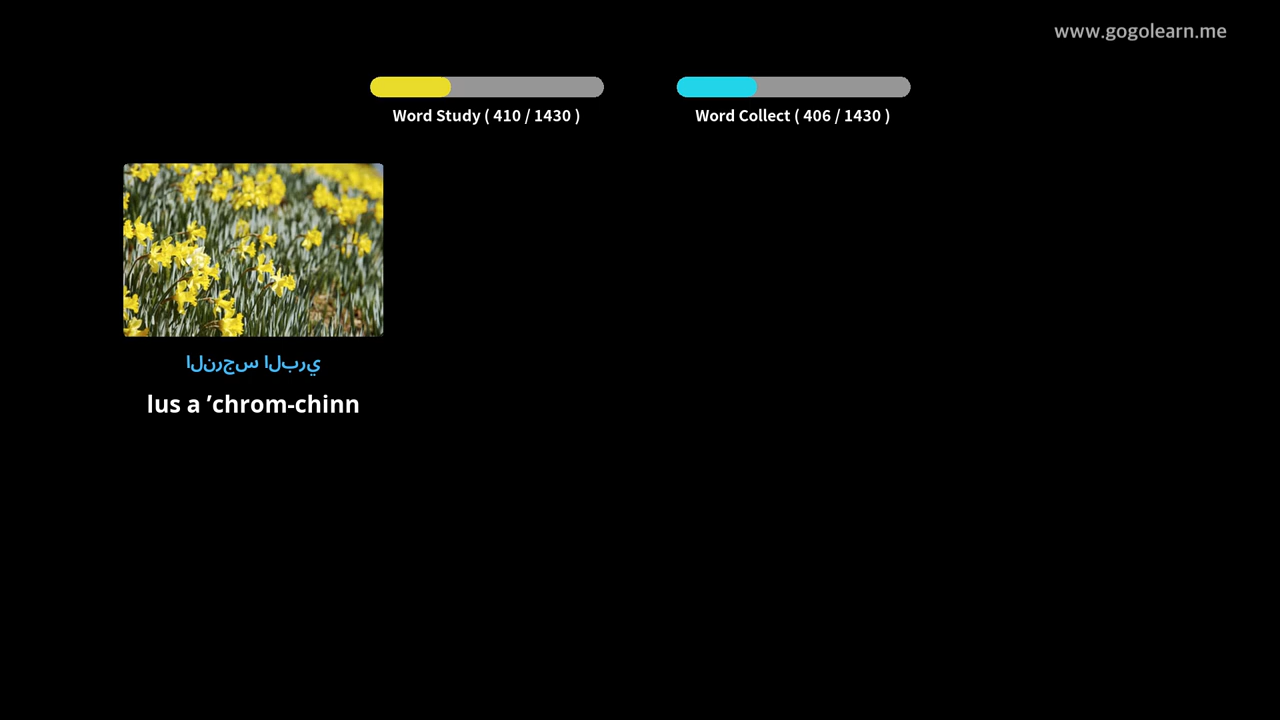 www.gogolearn.me
Word Study ( 410 / 1430 )
Word Collect ( 406 / 1430 )
النرجس البري
lus a ’chrom-chinn